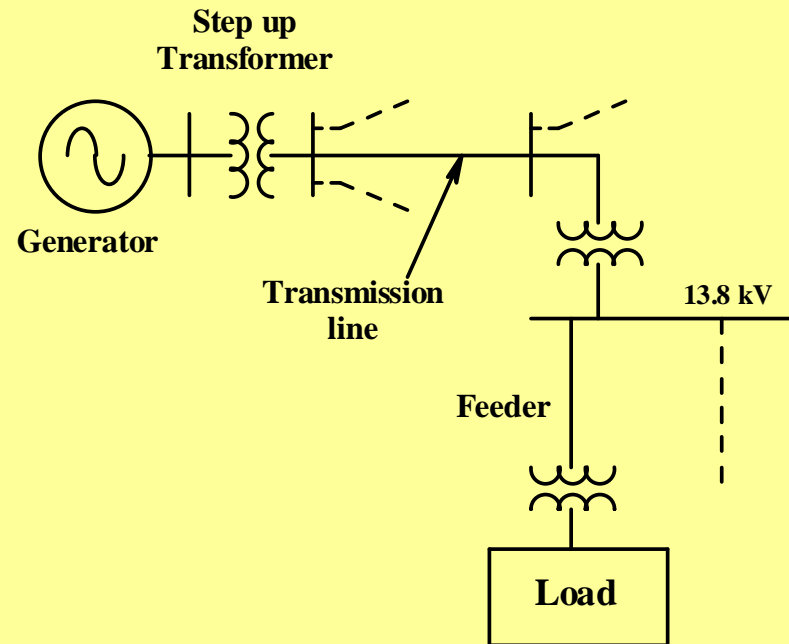 Step up
Transformer
Generator
Transmission
line
13.8 kV
Feeder
Load